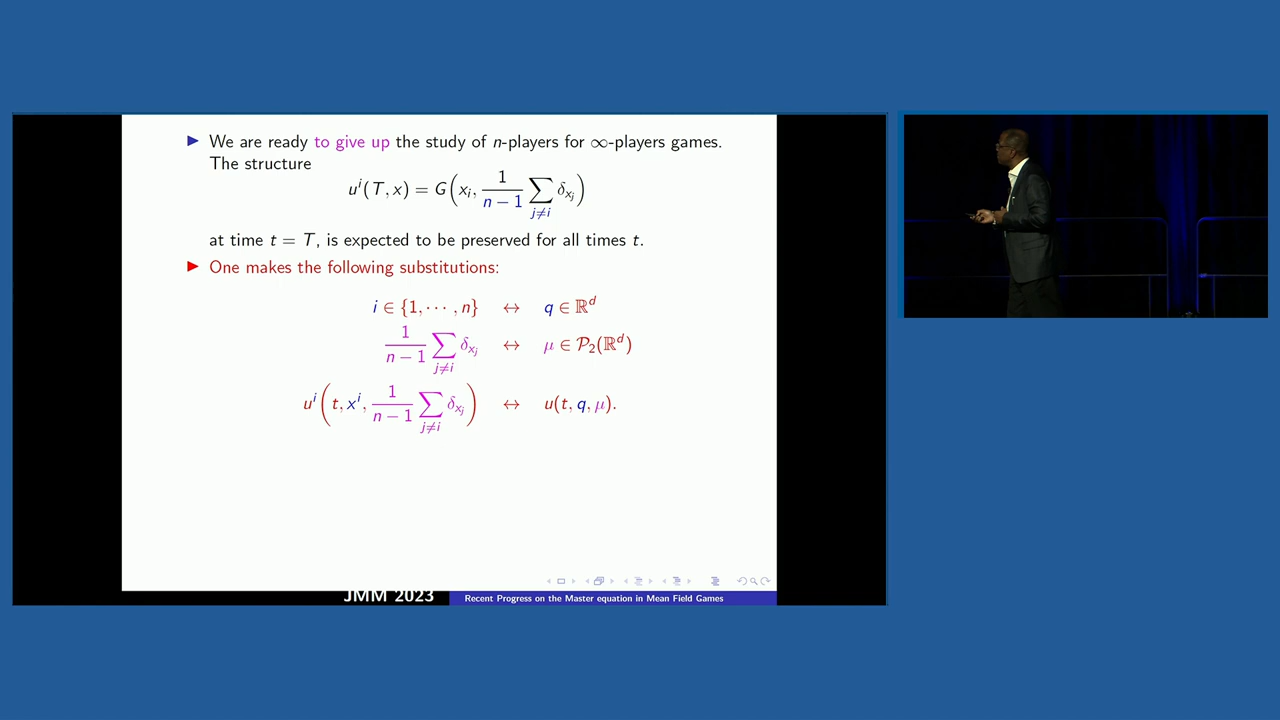 We are ready to give up the study of n-players for ∞-players games.
The structure
u^i(T, x) = G(x_i, 1/(n − 1) ∑_{j≠i} δ_{x_j})
at time t = T, is expected to be preserved for all times t.
One makes the following substitutions:
i ∈ {1, ⋯ , n} ↔ q ∈ ℝ^d
1/(n − 1) ∑_{j≠i} δ_{x_j} ↔ μ ∈ 𝒫_2(ℝ^d)
u^i(t, x^i, 1/(n − 1) ∑_{j≠i} δ_{x_j}) ↔ u(t, q, μ).
JMM 2023
Recent Progress on the Master equation in Mean Field Games